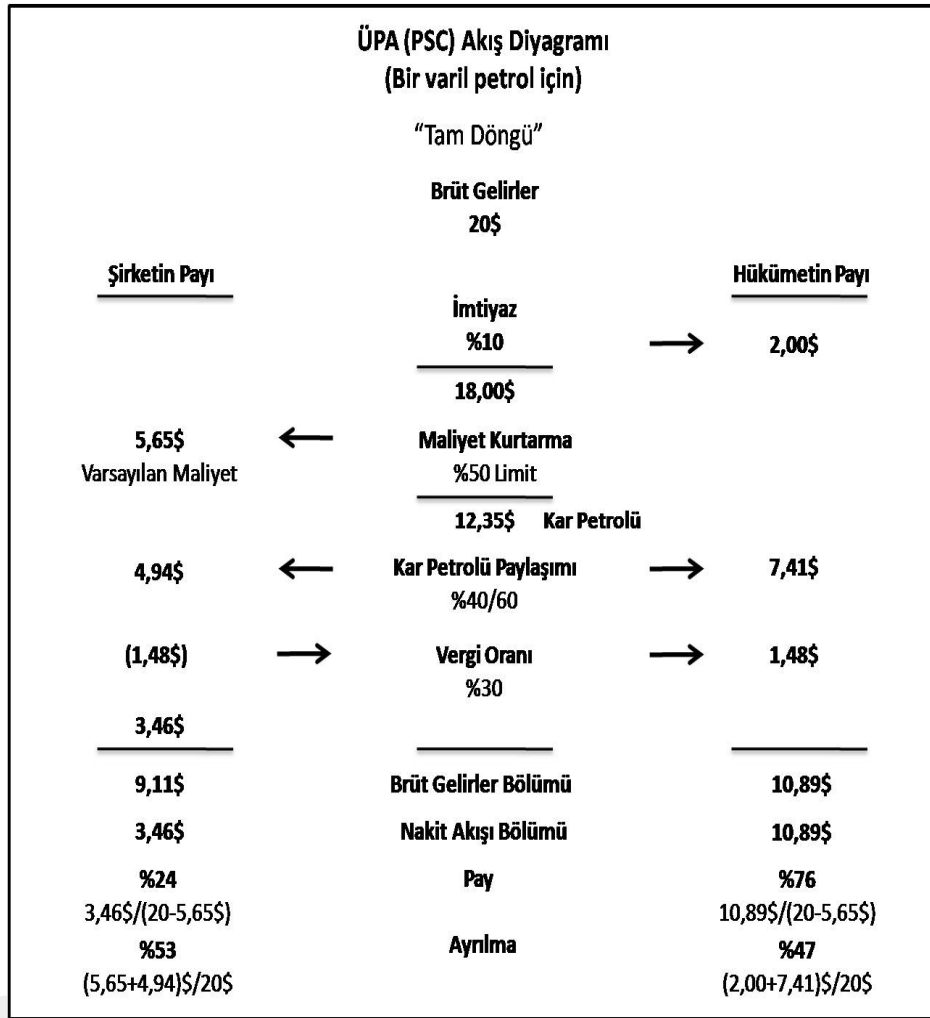 ÜPA (PSC) Akış Diyagramı
(Bir varil petrol için)
“Tam Döngü”
Brüt Gelirler
20$
Şirketin Payı
Hükümetin Payı
İmtiyaz
%10
2,00$
18,00$
5,65$
Maliyet Kurtarma
Varsayılan Maliyet
%50 Limit
12,35$ Kar Petrolü
4,94$
Kar Petrolü Paylaşımı
7,41$
%40/60
(1,48$)
Vergi Oranı
1,48$
%30
3,46$
9,11$
Brüt Gelirler Bölümü
10,89$
3,46$
Nakit Akışı Bölümü
10,89$
%24
Pay
%76
3,46$/(20-5,65$)
10,89$/(20-5,65$)
%53
Ayrılma
%47
(5,65+4,94)$/20$
(2,00+7,41)$/20$